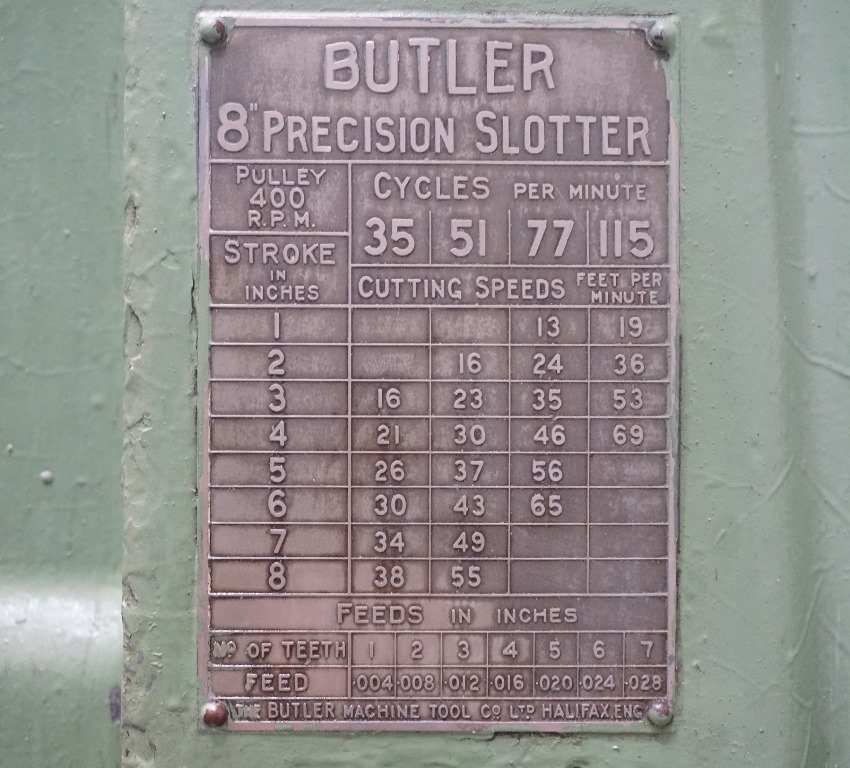 BUTLER
8" PRECISION SLOTTER
PULLEY
400
R.P.M.
CYCLES PER MINUTE
35 51 77 115
STROKE
IN
INCHES
CUTTING SPEEDS FEET PER
MINUTE
1 13 19
2 16 24 36
3 16 23 35 53
4 21 30 46 69
5 26 37 56
6 30 43 65
7 34 49
8 38 55
FEEDS IN INCHES
Nº OF TEETH 1 2 3 4 5 6 7
FEED ·004 ·008 ·012 ·016 ·020 ·024 ·028
THE BUTLER MACHINE TOOL Cº LTD HALIFAX, ENG